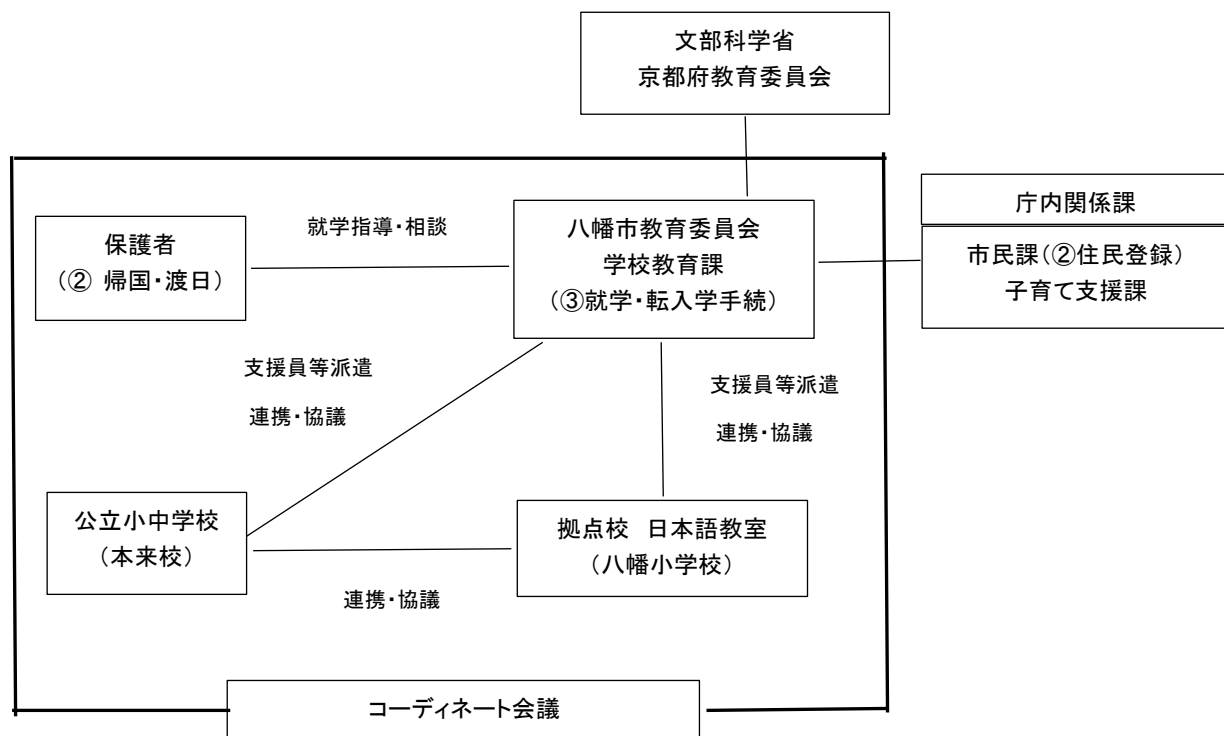 文部科学省
京都府教育委員会
庁内関係課
市民課（②住民登録）
子育て支援課
保護者
（② 帰国・渡日）
就学指導・相談
八幡市教育委員会
学校教育課
（③就学・転入学手続）
支援員等派遣
連携・協議
支援員等派遣
連携・協議
公立小中学校
（本来校）
連携・協議
拠点校 日本語教室
（八幡小学校）
コーディネート会議